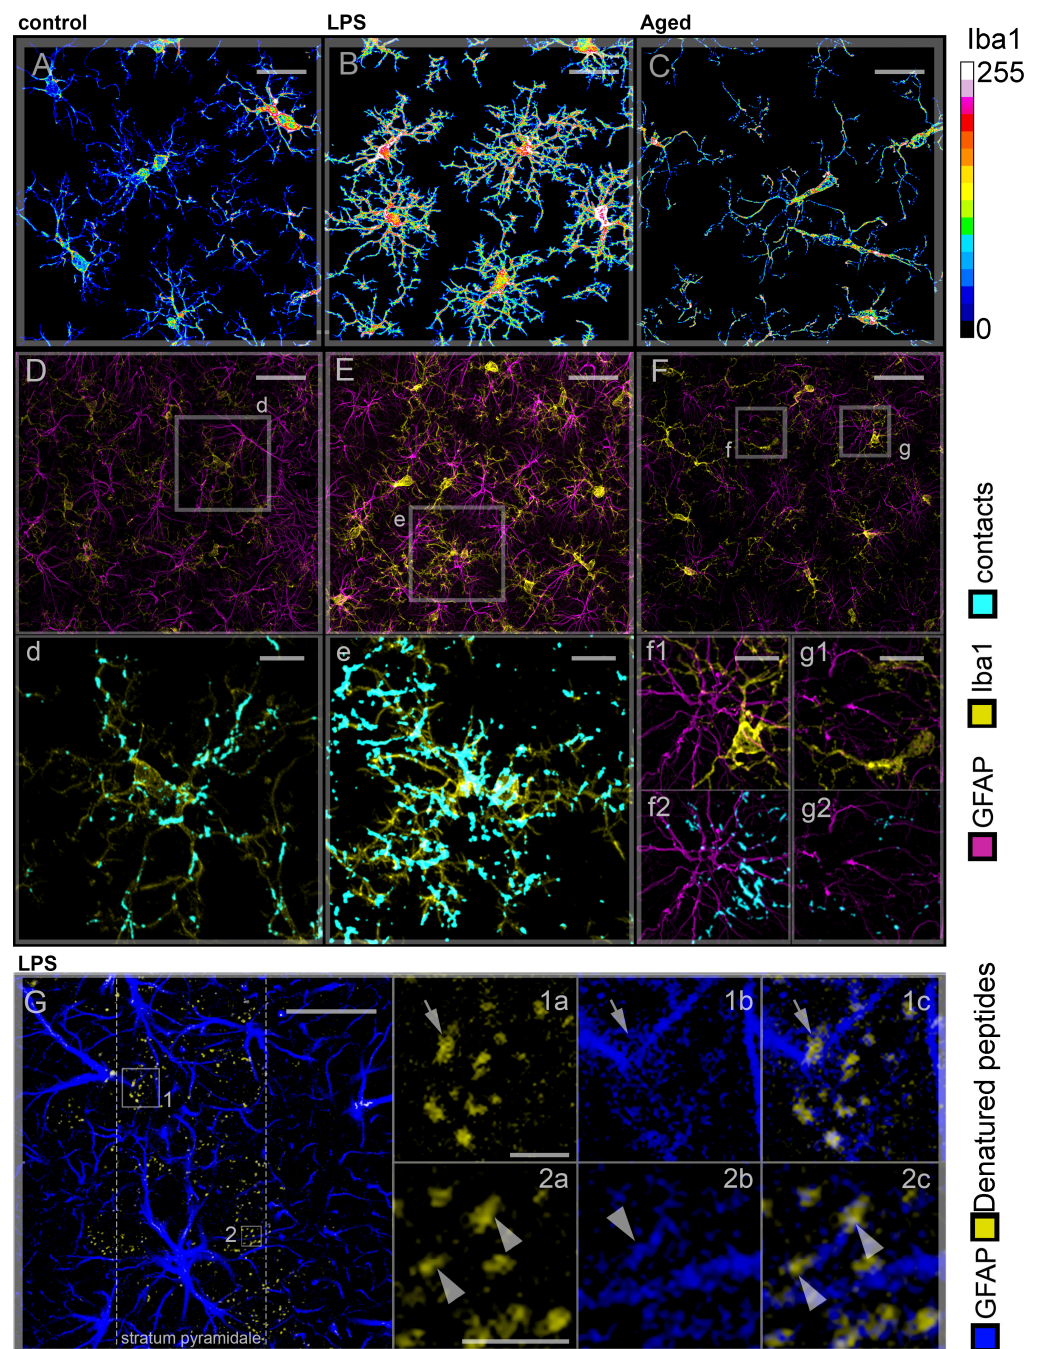 control LPS Aged
Iba1
A B C
255
0
D E F
d
e
f g
contacts
Iba1
GFAP
d e f1 g1
f2 g2
LPS
G 1a 1b 1c
1
2a 2b 2c
2
stratum pyramidale
Denatured peptides
GFAP